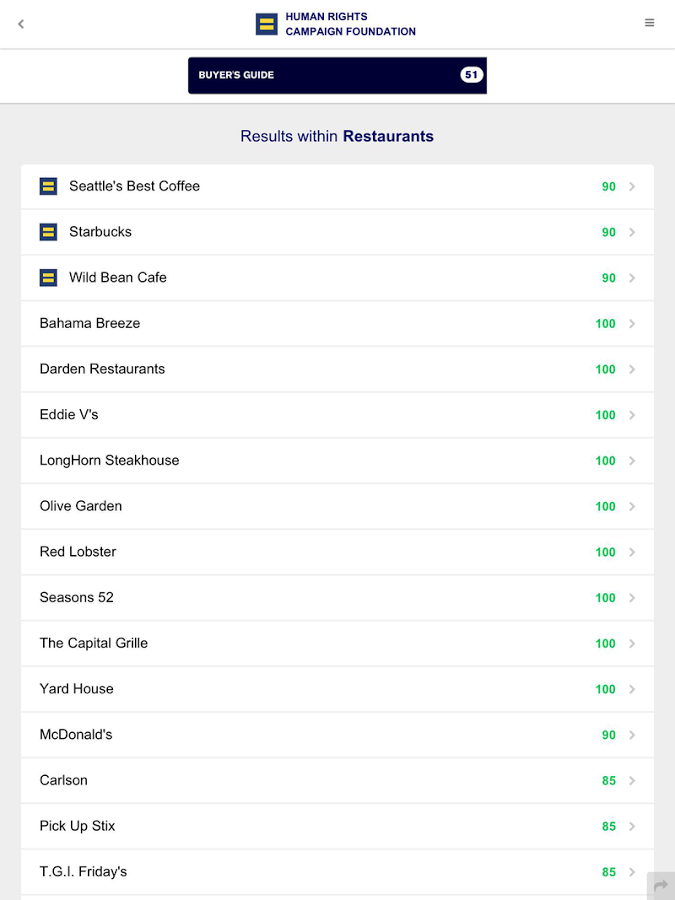 HUMAN RIGHTS
CAMPAIGN FOUNDATION
BUYER'S GUIDE 51
Results within Restaurants
Seattle's Best Coffee 90
Starbucks 90
Wild Bean Cafe 90
Bahama Breeze 100
Darden Restaurants 100
Eddie V's 100
LongHorn Steakhouse 100
Olive Garden 100
Red Lobster 100
Seasons 52 100
The Capital Grille 100
Yard House 100
McDonald's 90
Carlson 85
Pick Up Stix 85
T.G.I. Friday's 85